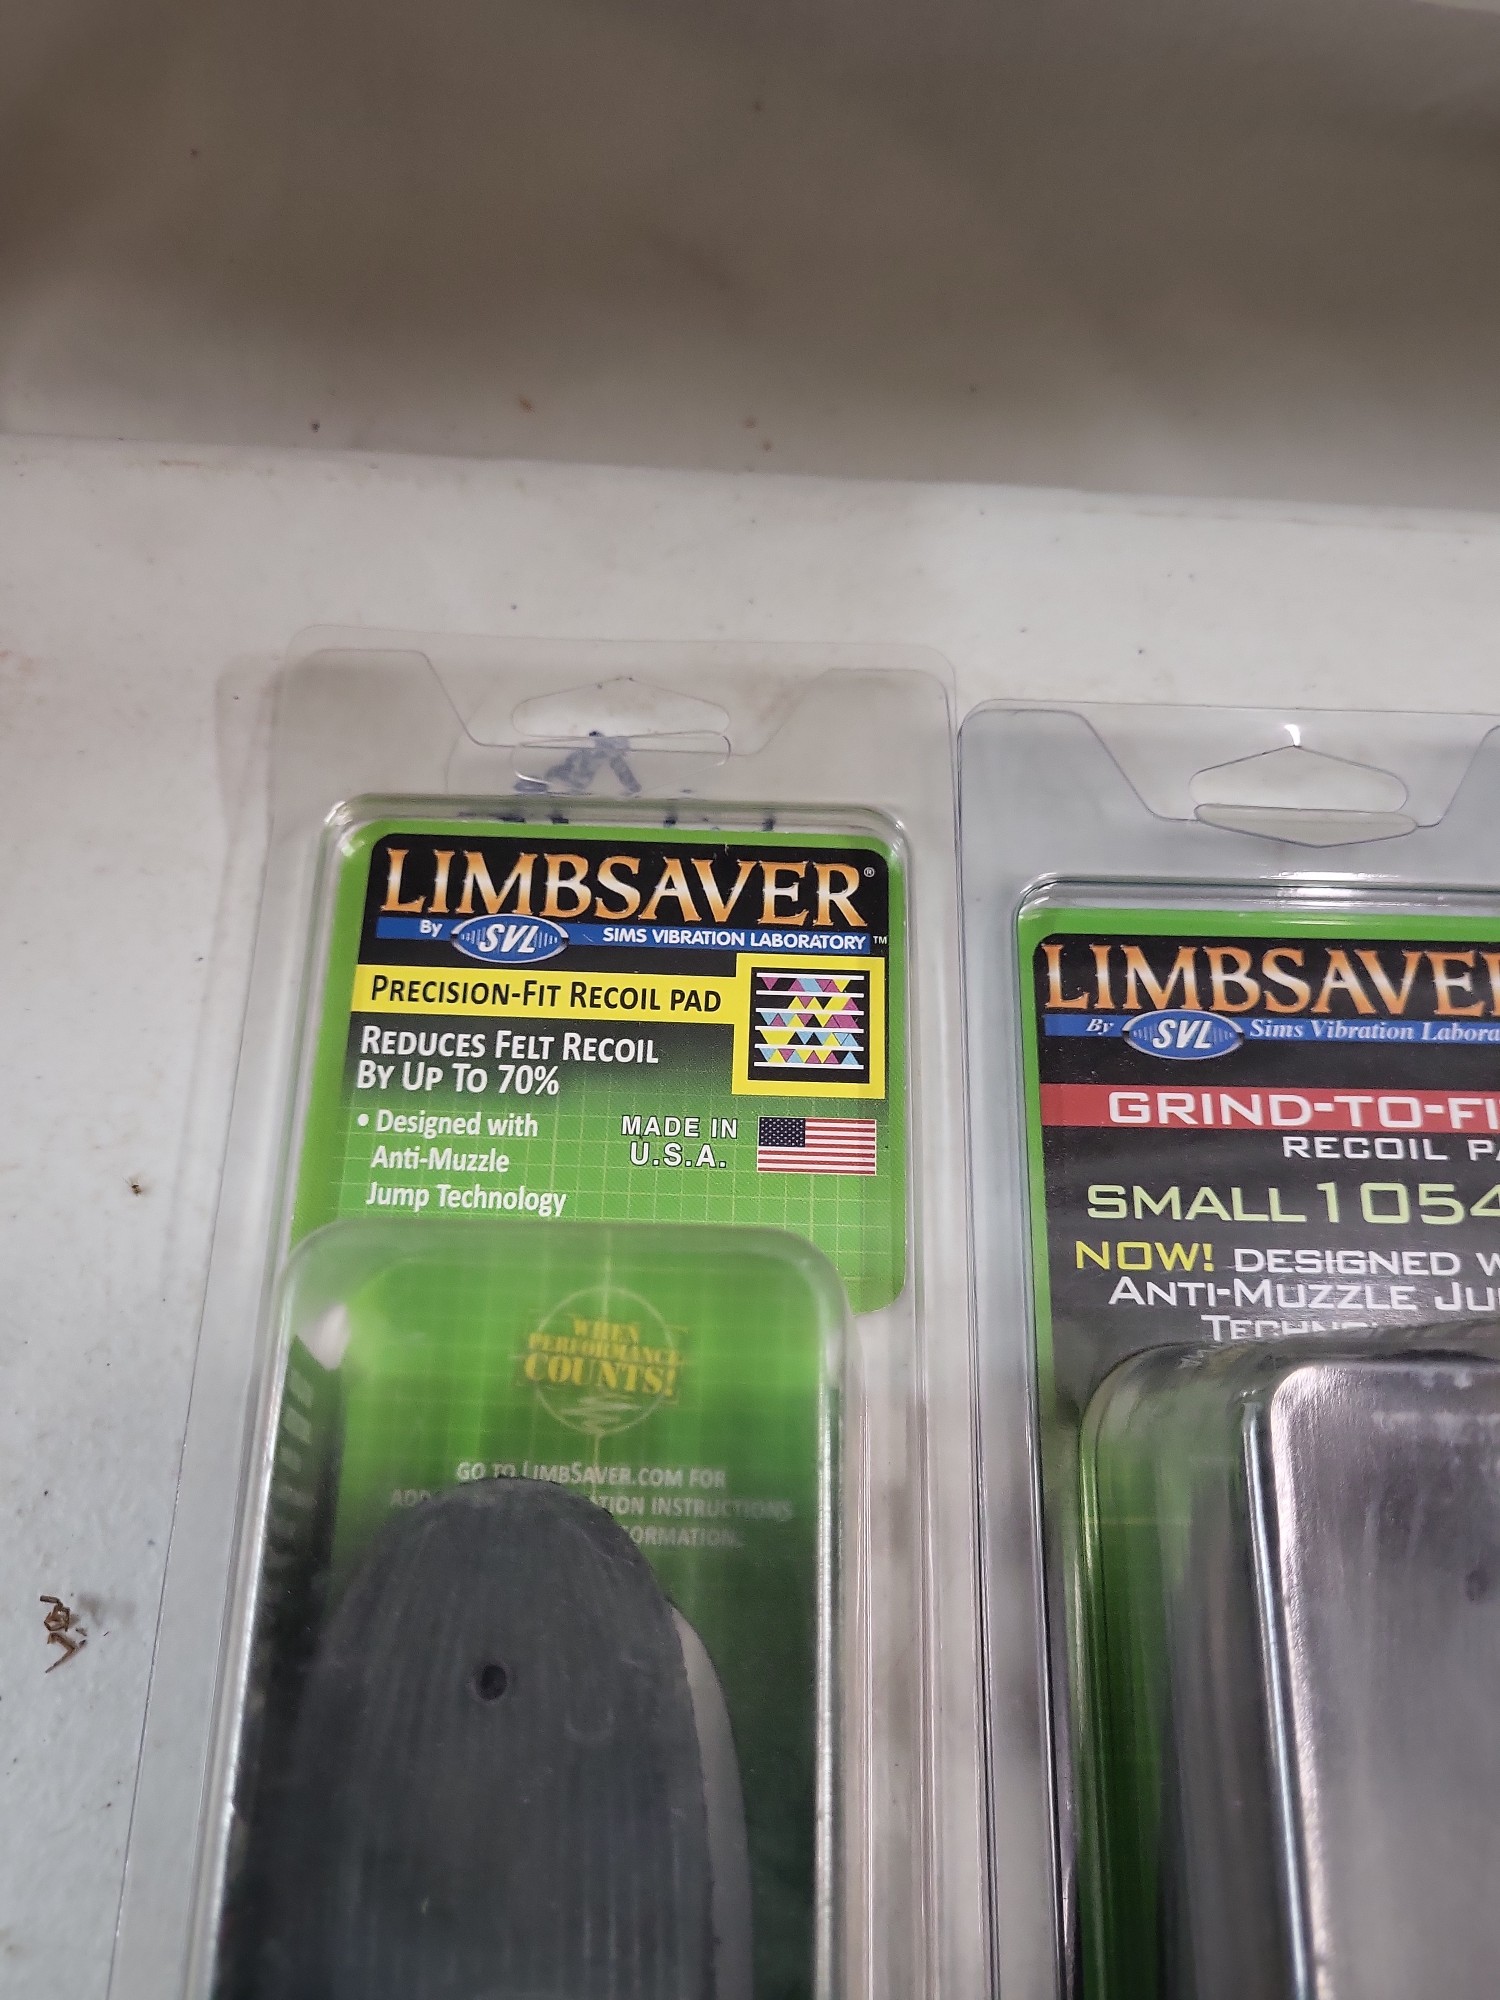 LIMBSAVER®
By SVL SIMS VIBRATION LABORATORY™
PRECISION-FIT RECOIL PAD
REDUCES FELT RECOIL
BY UP TO 70%
• Designed with
Anti-Muzzle
Jump Technology
MADE IN
U.S.A.
WHEN
PERFORMANCE
COUNTS!
GO TO LIMBSAVER.COM FOR
INSTRUCTIONS
LIMBSAVE
By SVL Sims Vibration Labora
GRIND-TO-FI
RECOIL PA
SMALL 1054
NOW! DESIGNED W
ANTI-MUZZLE JU